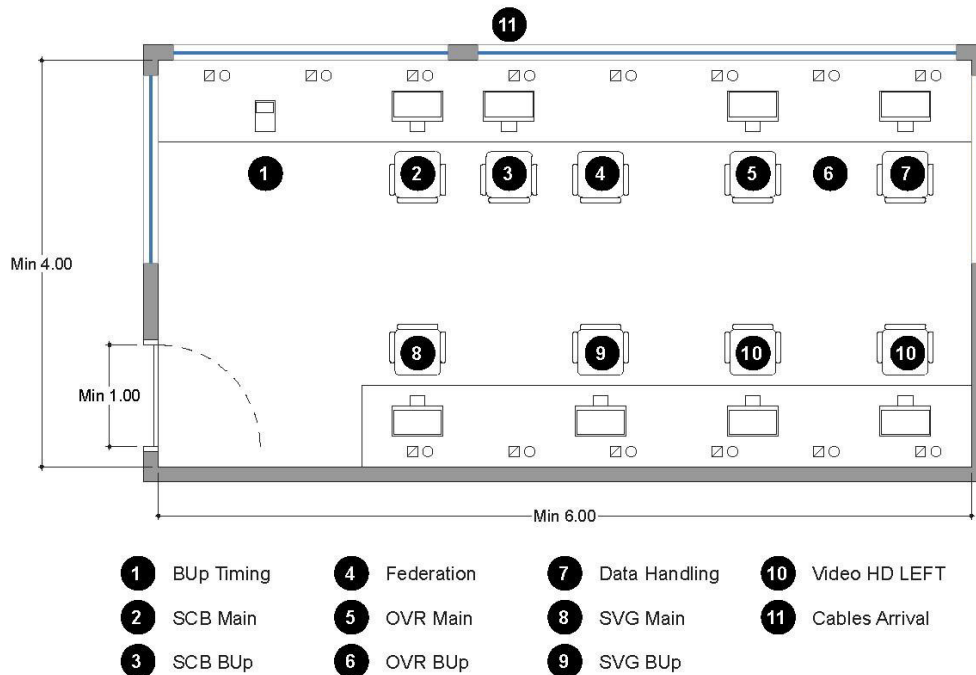 11
1
2
3
4
5
6
7
Min 4.00
8
9
10
10
Min 1.00
Min 6.00
1 BUp Timing
4 Federation
7 Data Handling
10 Video HD LEFT
2 SCB Main
5 OVR Main
8 SVG Main
11 Cables Arrival
3 SCB BUp
6 OVR BUp
9 SVG BUp